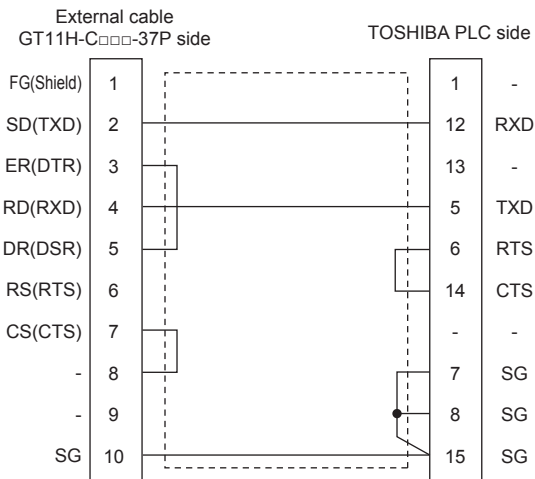 External cable
GT11H-C□□□-37P side
TOSHIBA PLC side
FG(Shield) 1 1 -
SD(TXD) 2 12 RXD
ER(DTR) 3 13 -
RD(RXD) 4 5 TXD
DR(DSR) 5 6 RTS
RS(RTS) 6 14 CTS
CS(CTS) 7 - -
- 8 7 SG
- 9 8 SG
SG 10 15 SG